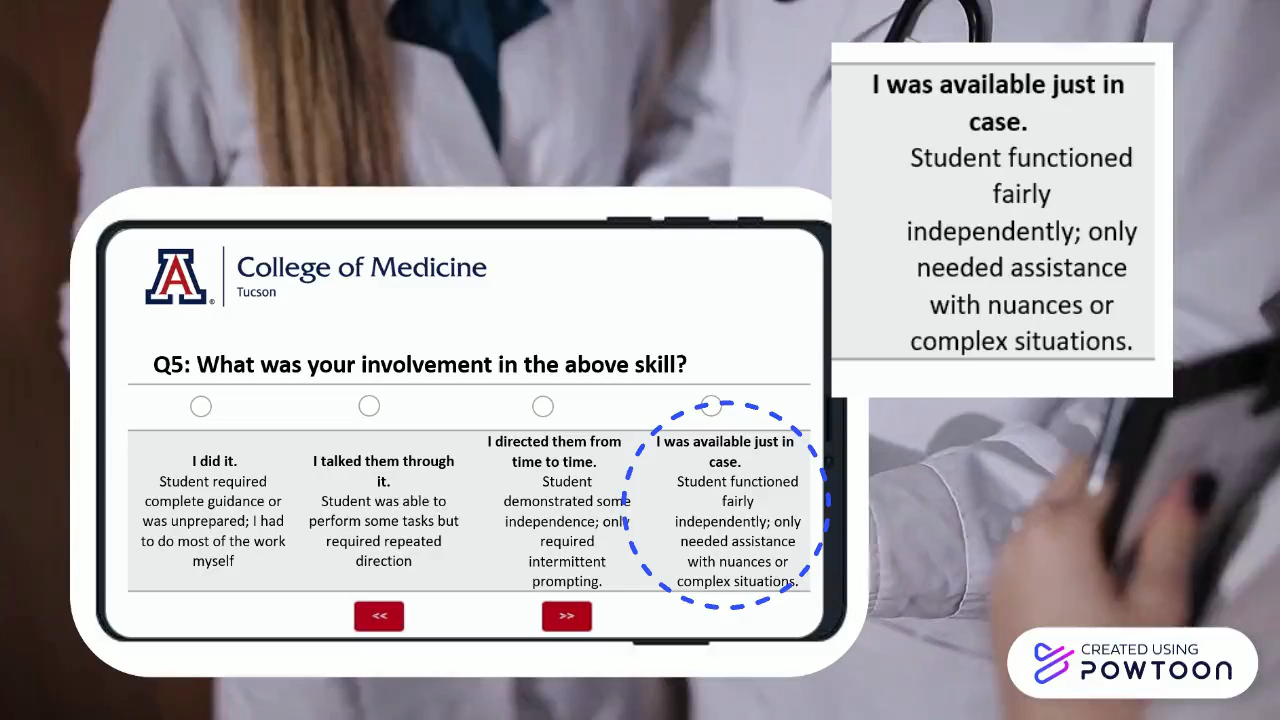 I was available just in
case.
Student functioned
fairly
independently; only
needed assistance
with nuances or
complex situations.
A
®
College of Medicine
Tucson
Q5: What was your involvement in the above skill?
I did it.
Student required
complete guidance or
was unprepared; I had
to do most of the work
myself
I talked them through
it.
Student was able to
perform some tasks but
required repeated
direction
I directed them from
time to time.
Student
demonstrated some
independence; only
required
intermittent
prompting.
I was available just in
case.
Student functioned
fairly
independently; only
needed assistance
with nuances or
complex situations.
<<
>>
CREATED USING
POWTOON